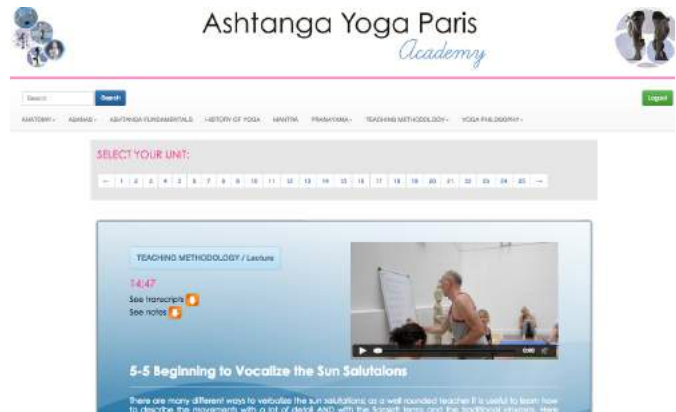 Ashtanga Yoga Paris
Academy
Search
Search
Logout
ANATOMY
ASANAS
ASHTANGA FUNDAMENTALS
HISTORY OF YOGA
MANTRA
PRANAYAMA
TEACHING METHODOLOGY
YOGA PHILOSOPHY
SELECT YOUR UNIT:
← 1 2 3 4 5 6 7 8 9 10 11 12 13 14 15 16 17 18 19 20 21 22 23 24 25 →
TEACHING METHODOLOGY / Lecture
14:47
See transcripts
See notes
0:00
5-5 Beginning to Vocalize the Sun Salutaions
There are many different ways to verbalize the sun salutations; as a well rounded teacher it is useful to learn how
to describe the movements with a lot of detail AND with the Sanskrit terms and the traditional vinyasa. Here